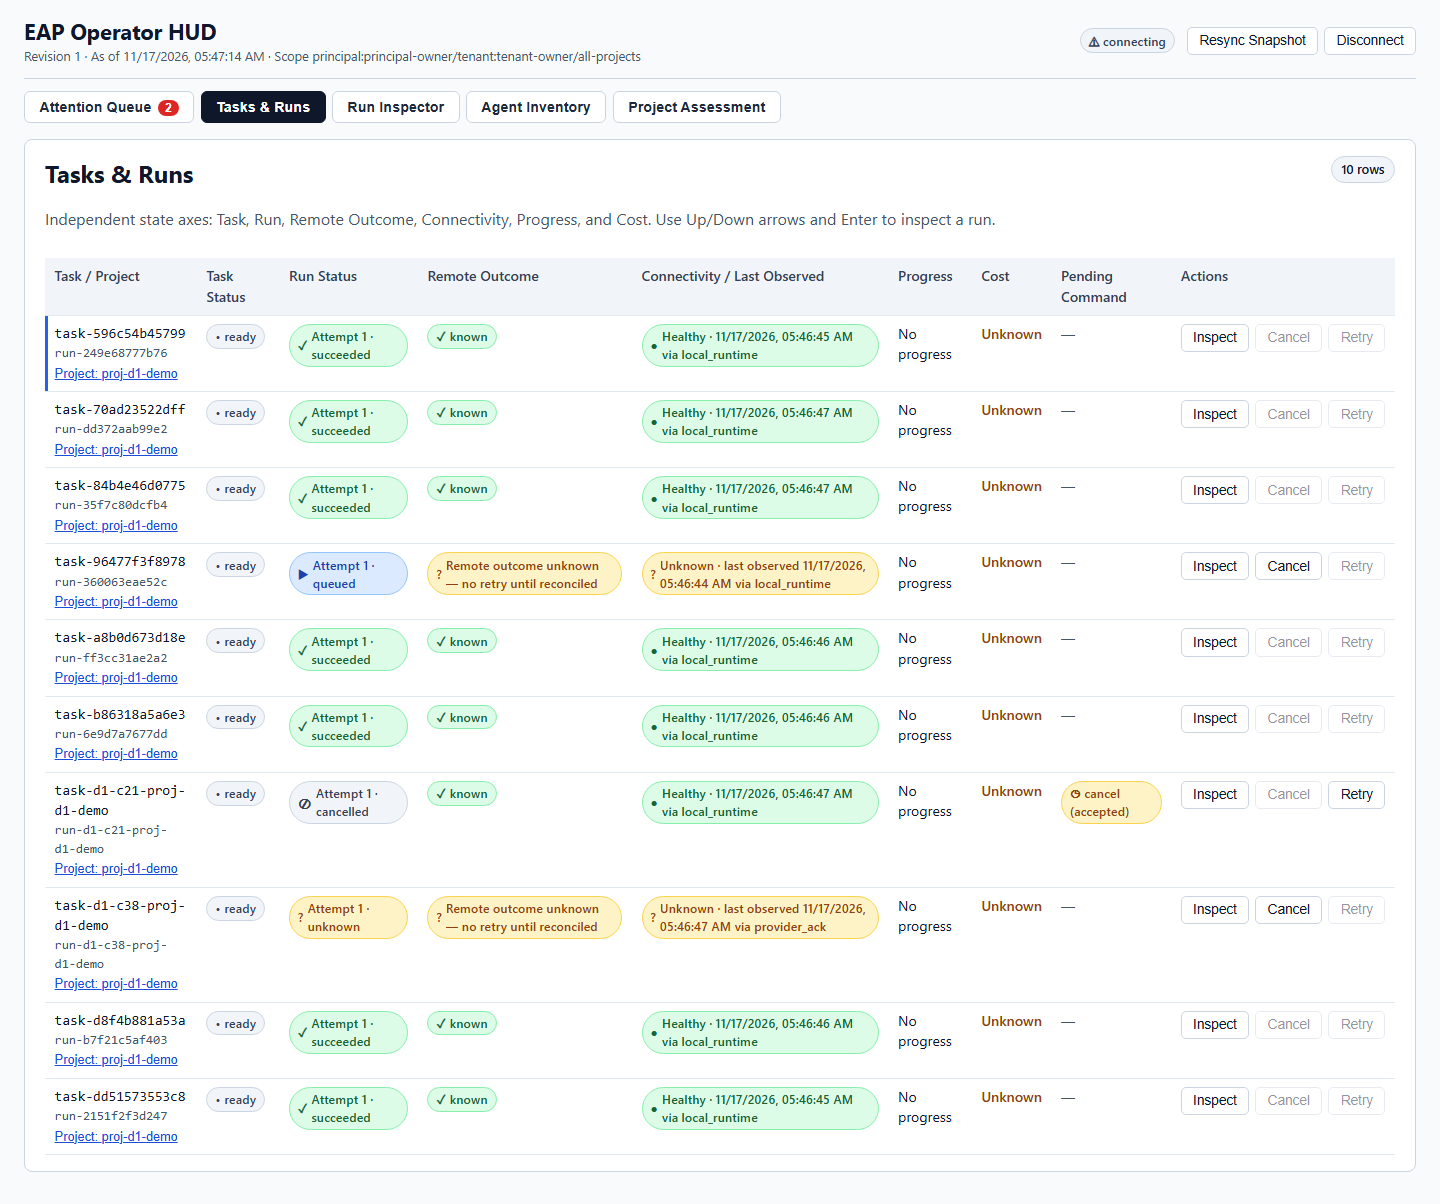 EAP Operator HUD
Revision 1 · As of 11/17/2026, 05:47:14 AM · Scope principal:principal-owner/tenant:tenant-owner/all-projects
⚠ connecting
Resync Snapshot
Disconnect
Attention Queue 2
Tasks & Runs
Run Inspector
Agent Inventory
Project Assessment
Tasks & Runs
10 rows
Independent state axes: Task, Run, Remote Outcome, Connectivity, Progress, and Cost. Use Up/Down arrows and Enter to inspect a run.
Task / Project
Task
Status
Run Status
Remote Outcome
Connectivity / Last Observed
Progress
Cost
Pending
Command
Actions
task-596c54b45799
run-249e68777b76
Project: proj-d1-demo
• ready
✓ Attempt 1 ·
succeeded
✓ known
● Healthy · 11/17/2026, 05:46:45 AM
via local_runtime
No
progress
Unknown
—
Inspect
Cancel
Retry
task-70ad23522dff
run-dd372aab99e2
Project: proj-d1-demo
• ready
✓ Attempt 1 ·
succeeded
✓ known
● Healthy · 11/17/2026, 05:46:47 AM
via local_runtime
No
progress
Unknown
—
Inspect
Cancel
Retry
task-84b4e46d0775
run-35f7c80dcfb4
Project: proj-d1-demo
• ready
✓ Attempt 1 ·
succeeded
✓ known
● Healthy · 11/17/2026, 05:46:47 AM
via local_runtime
No
progress
Unknown
—
Inspect
Cancel
Retry
task-96477f3f8978
run-360063eae52c
Project: proj-d1-demo
• ready
▶ Attempt 1 ·
queued
? Remote outcome unknown
— no retry until reconciled
? Unknown · last observed 11/17/2026,
05:46:44 AM via local_runtime
No
progress
Unknown
—
Inspect
Cancel
Retry
task-a8b0d673d18e
run-ff3cc31ae2a2
Project: proj-d1-demo
• ready
✓ Attempt 1 ·
succeeded
✓ known
● Healthy · 11/17/2026, 05:46:46 AM
via local_runtime
No
progress
Unknown
—
Inspect
Cancel
Retry
task-b86318a5a6e3
run-6e9d7a7677dd
Project: proj-d1-demo
• ready
✓ Attempt 1 ·
succeeded
✓ known
● Healthy · 11/17/2026, 05:46:46 AM
via local_runtime
No
progress
Unknown
—
Inspect
Cancel
Retry
task-d1-c21-proj-
d1-demo
run-d1-c21-proj-
d1-demo
Project: proj-d1-demo
• ready
⊘ Attempt 1 ·
cancelled
✓ known
● Healthy · 11/17/2026, 05:46:47 AM
via local_runtime
No
progress
Unknown
◷ cancel
(accepted)
Inspect
Cancel
Retry
task-d1-c38-proj-
d1-demo
run-d1-c38-proj-
d1-demo
Project: proj-d1-demo
• ready
? Attempt 1 ·
unknown
? Remote outcome unknown
— no retry until reconciled
? Unknown · last observed 11/17/2026,
05:46:47 AM via provider_ack
No
progress
Unknown
—
Inspect
Cancel
Retry
task-d8f4b881a53a
run-b7f21c5af403
Project: proj-d1-demo
• ready
✓ Attempt 1 ·
succeeded
✓ known
● Healthy · 11/17/2026, 05:46:46 AM
via local_runtime
No
progress
Unknown
—
Inspect
Cancel
Retry
task-dd51573553c8
run-2151f2f3d247
Project: proj-d1-demo
• ready
✓ Attempt 1 ·
succeeded
✓ known
● Healthy · 11/17/2026, 05:46:45 AM
via local_runtime
No
progress
Unknown
—
Inspect
Cancel
Retry